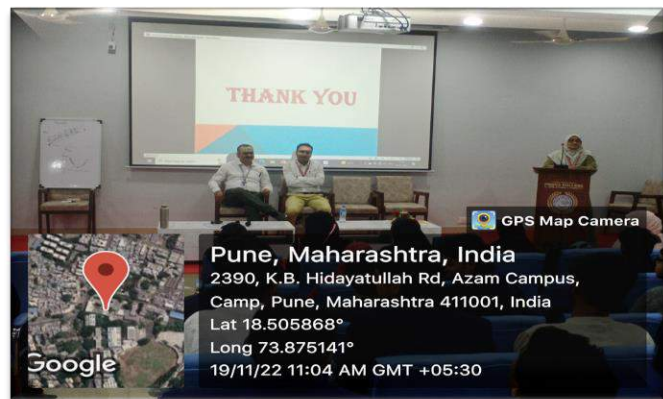 THANK YOU
GPS Map Camera
Pune, Maharashtra, India
2390, K.B. Hidayatullah Rd, Azam Campus,
Camp, Pune, Maharashtra 411001, India
Lat 18.505868°
Long 73.875141°
19/11/22 11:04 AM GMT +05:30
Google